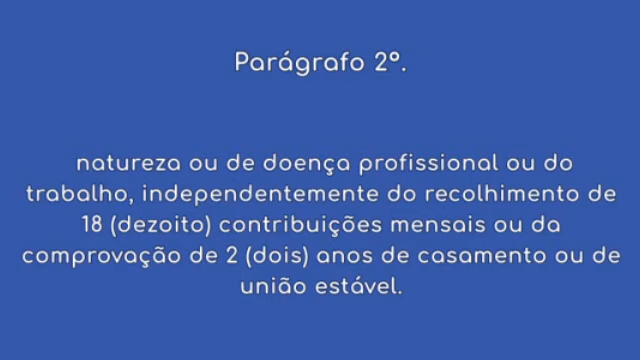 Parágrafo 2º.
natureza ou de doença profissional ou do
trabalho, independentemente do recolhimento de
18 (dezoito) contribuições mensais ou da
comprovação de 2 (dois) anos de casamento ou de
união estável.